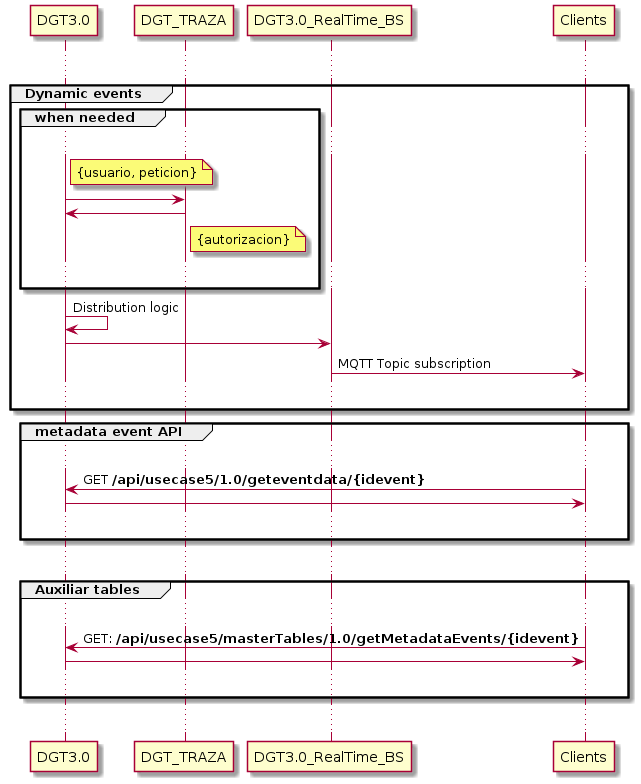 DGT3.0
DGT_TRAZA
DGT3.0_RealTime_BS
Clients
Dynamic events
when needed
{usuario, peticion}
{autorizacion}
Distribution logic
MQTT Topic subscription
metadata event API
GET /api/usecase5/1.0/geteventdata/{idevent}
Auxiliar tables
GET: /api/usecase5/masterTables/1.0/getMetadataEvents/{idevent}
DGT3.0
DGT_TRAZA
DGT3.0_RealTime_BS
Clients